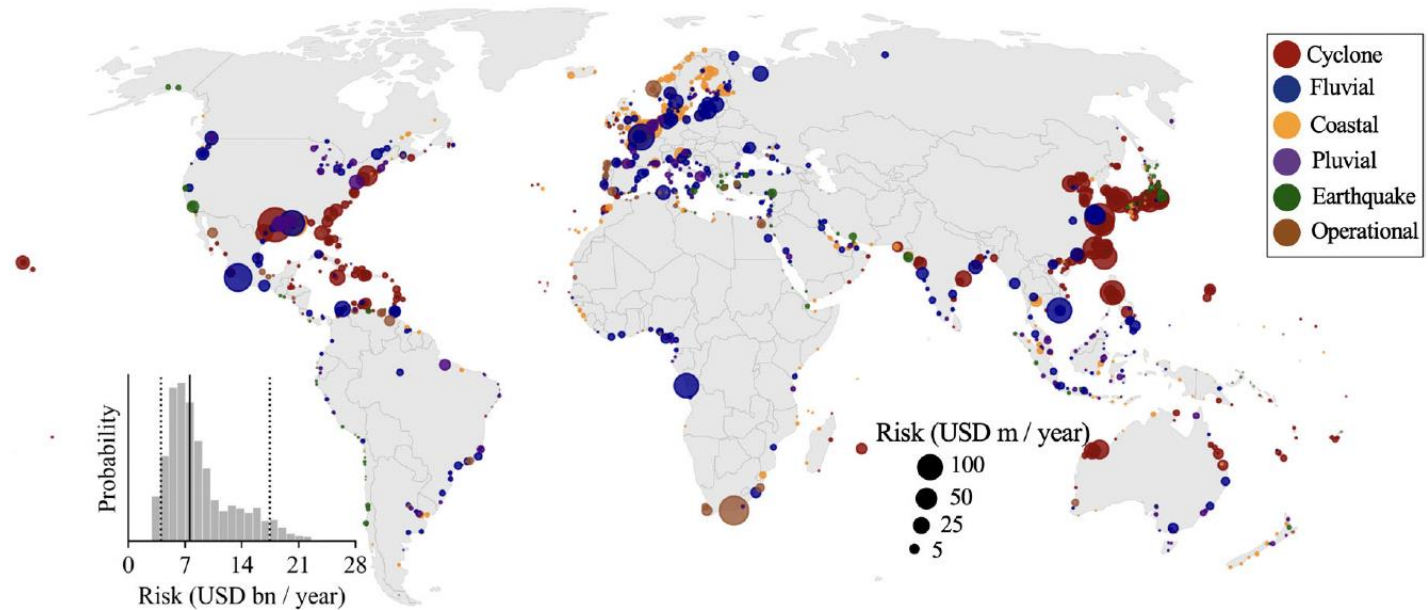 Cyclone
Fluvial
Coastal
Pluvial
Earthquake
Operational
Probability
0 7 14 21 28
Risk (USD bn / year)
Risk (USD m / year)
100
50
25
5